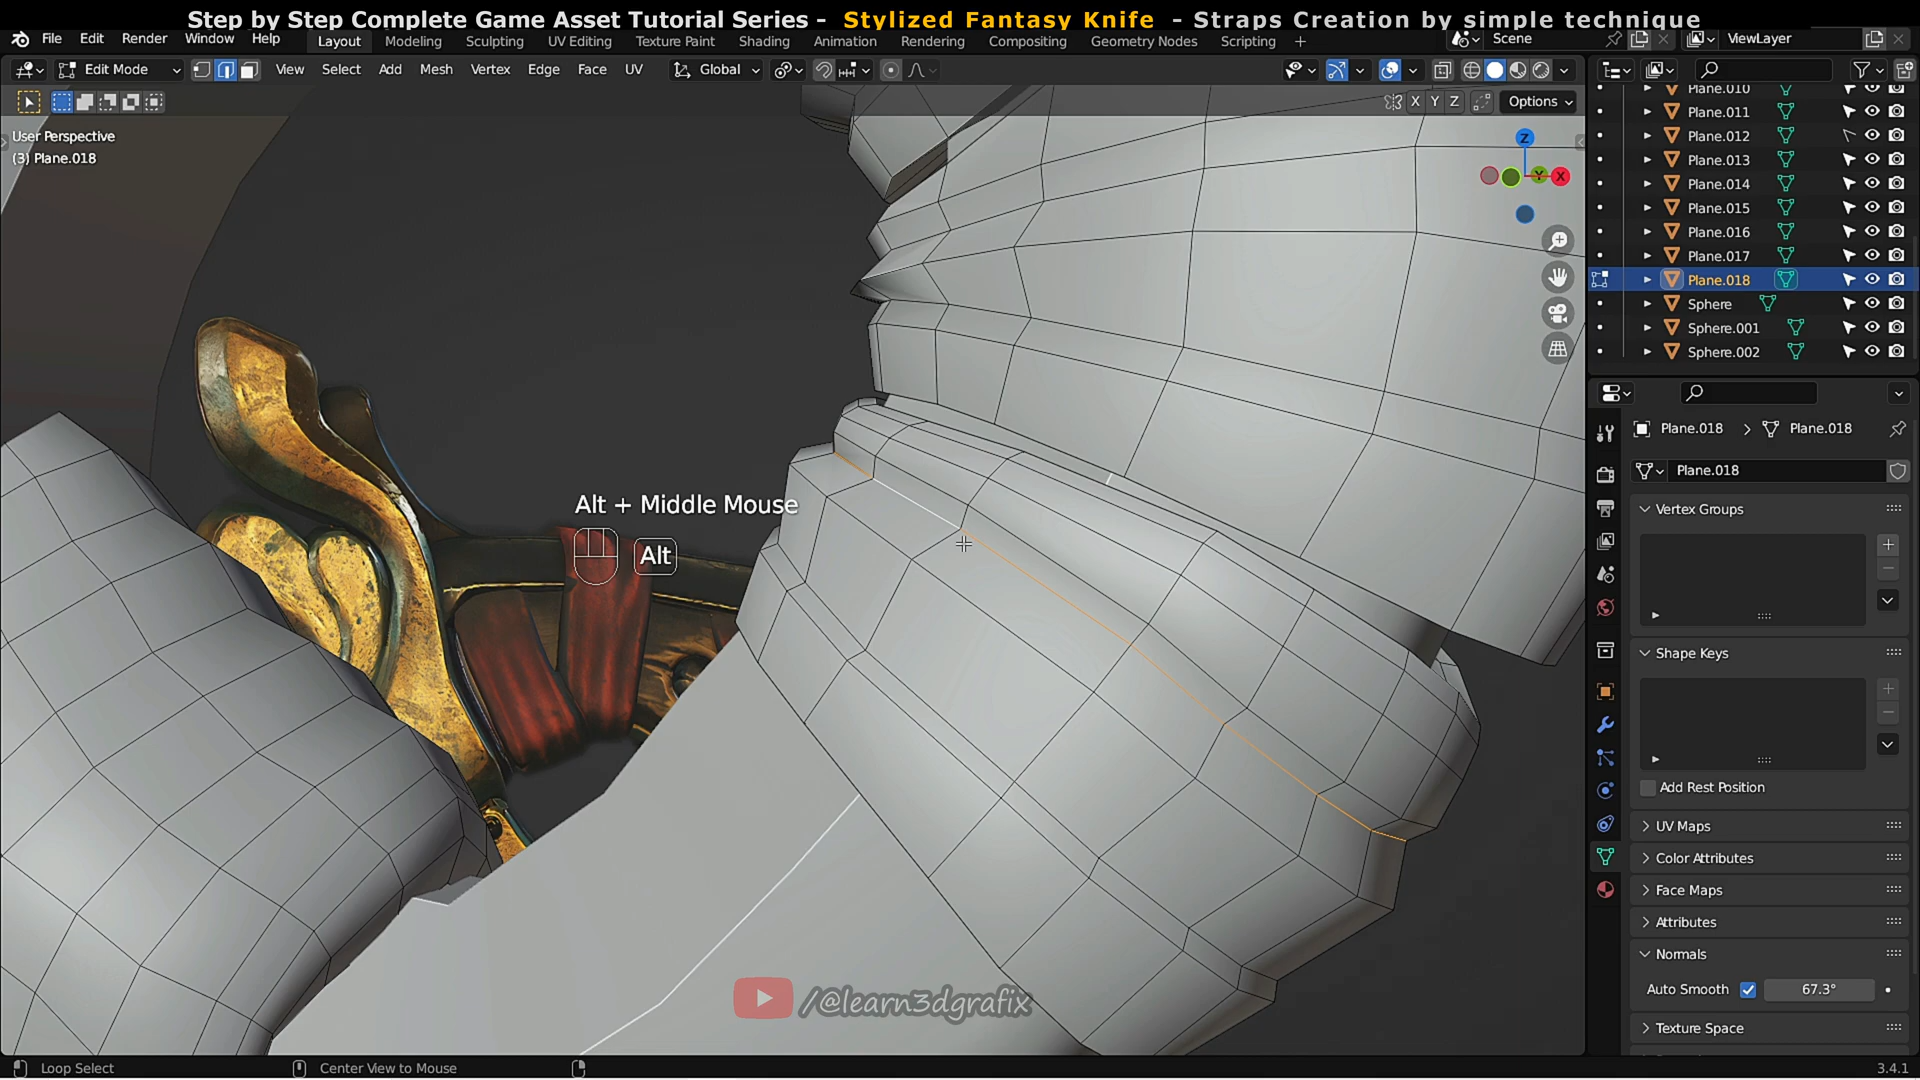 Step by Step Complete Game Asset Tutorial Series - Stylized Fantasy Knife - Straps Creation by simple technique
File Edit Render Window Help Layout Modeling Sculpting UV Editing Texture Paint Shading Animation Rendering Compositing Geometry Nodes Scripting + Scene ViewLayer
Edit Mode View Select Add Mesh Vertex Edge Face UV Global
X Y Z Options
User Perspective
(3) Plane.018
Z
Y X
Alt + Middle Mouse
Alt
/@learn3dgrafix
Plane.010
Plane.011
Plane.012
Plane.013
Plane.014
Plane.015
Plane.016
Plane.017
Plane.018
Sphere
Sphere.001
Sphere.002
Plane.018 > Plane.018
Plane.018
Vertex Groups
Shape Keys
Add Rest Position
UV Maps
Color Attributes
Face Maps
Attributes
Normals
Auto Smooth 67.3°
Texture Space
Loop Select Center View to Mouse 3.4.1